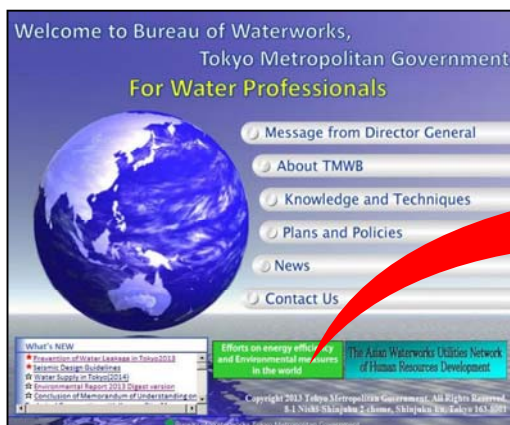 Welcome to Bureau of Waterworks,
Tokyo Metropolitan Government
For Water Professionals
Message from Director General
About TMWB
Knowledge and Techniques
Plans and Policies
News
Contact Us
What's NEW
Prevention of Water Leakage in Tokyo2013
Seismic Design Guidelines
Water Supply in Tokyo(2014)
Environmental Report 2013 Digest version
Conclusion of Memorandum of Understanding on
Efforts on energy efficiency
and Environmental measures
in the world
The Asian Waterworks Utilities Network
of Human Resources Development
Copyright 2013 Tokyo Metropolitan Government. All Rights Reserved.
8-1 Nishi-Shinjuku 2-chome, Shinjuku-ku, Tokyo 163-8001